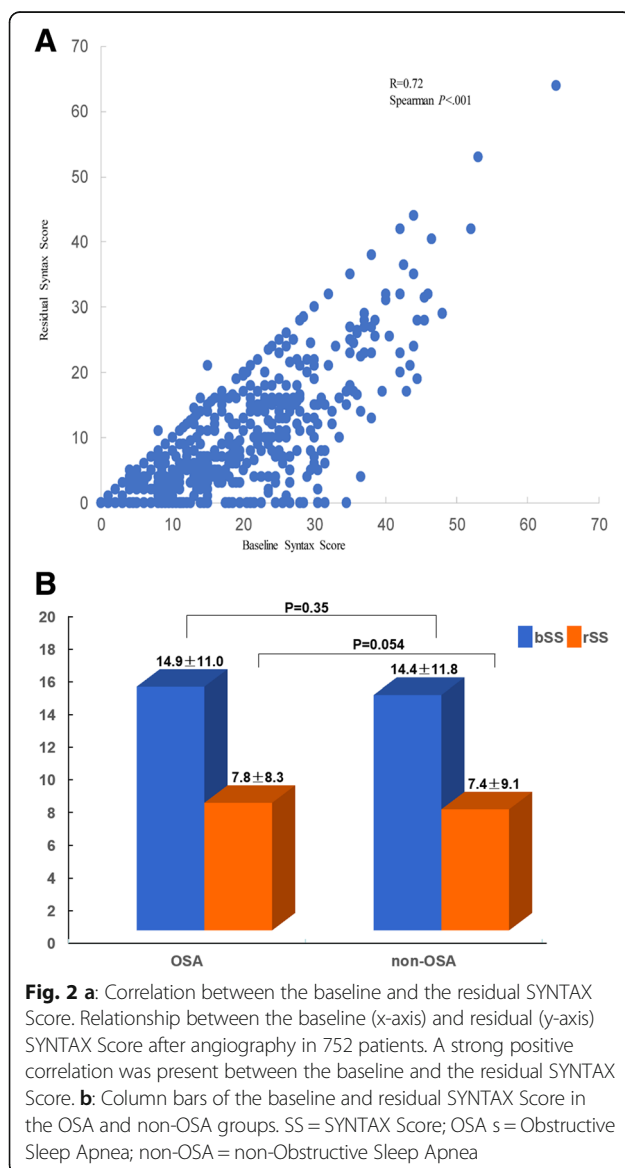 A
70
60
50
40
30
20
10
0
Residual Syntax Score
R=0.72
Spearman P<.001
0 10 20 30 40 50 60 70
Baseline Syntax Score
B
20
18
16
14
12
10
8
6
4
2
0
P=0.35
P=0.054
bSS rSS
14.9±11.0
7.8±8.3
14.4±11.8
7.4±9.1
OSA non-OSA
Fig. 2 a: Correlation between the baseline and the residual SYNTAX
Score. Relationship between the baseline (x-axis) and residual (y-axis)
SYNTAX Score after angiography in 752 patients. A strong positive
correlation was present between the baseline and the residual SYNTAX
Score. b: Column bars of the baseline and residual SYNTAX Score in
the OSA and non-OSA groups. SS = SYNTAX Score; OSA s = Obstructive
Sleep Apnea; non-OSA = non-Obstructive Sleep Apnea